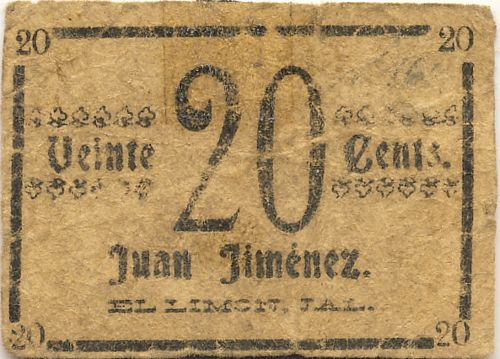 20 20
20
Veinte Cents.
Juan Jiménez.
EL LIMON, JAL.
20 20